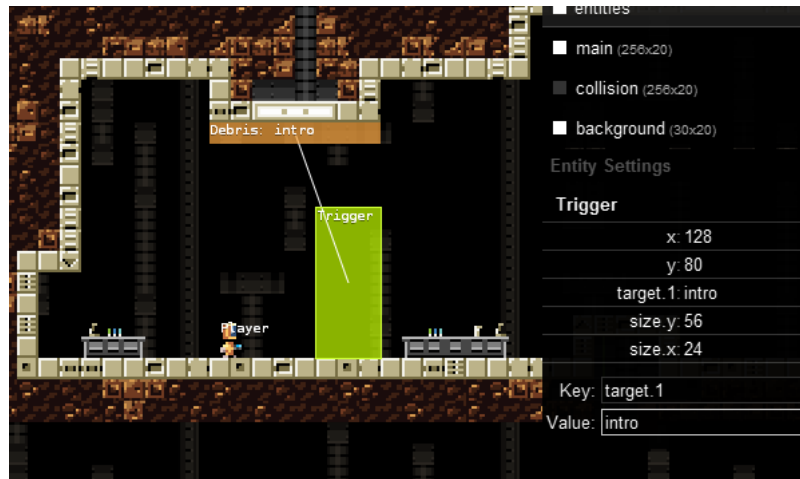 entities
main (256x20)
collision (256x20)
background (30x20)
Entity Settings
Trigger
x: 128
y: 80
target.1: intro
size.y: 56
size.x: 24
Key: target.1
Value: intro
Debris: intro
Trigger
Player